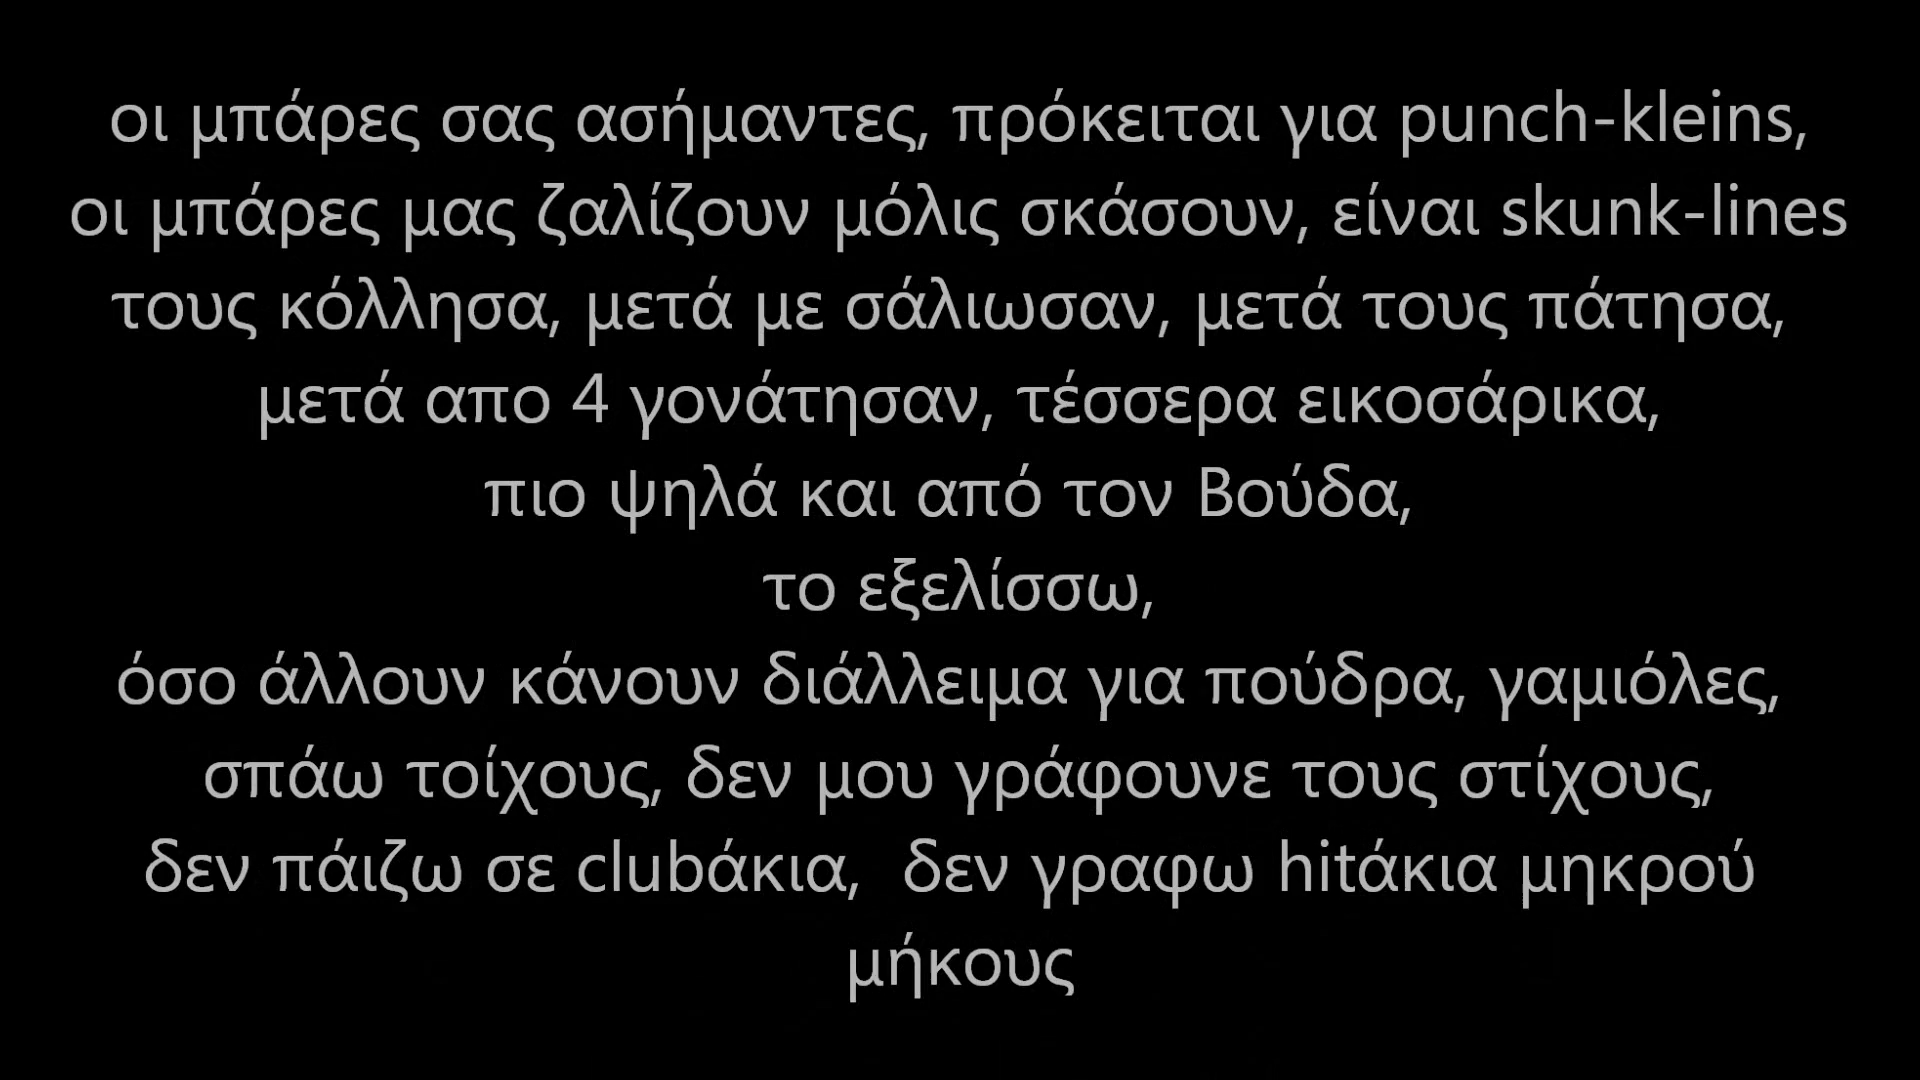 οι μπάρες σας ασήμαντες, πρόκειται για punch-kleins,
οι μπάρες μας ζαλίζουν μόλις σκάσουν, είναι skunk-lines
τους κόλλησα, μετά με σάλιωσαν, μετά τους πάτησα,
μετά απο 4 γονάτησαν, τέσσερα εικοσάρικα,
πιο ψηλά και από τον Βούδα,
το εξελίσσω,
όσο άλλουν κάνουν διάλλειμα για πούδρα, γαμιόλες,
σπάω τοίχους, δεν μου γράφουνε τους στίχους,
δεν πάιζω σε clubάκια,  δεν γραφω hitάκια μηκρού
μήκους